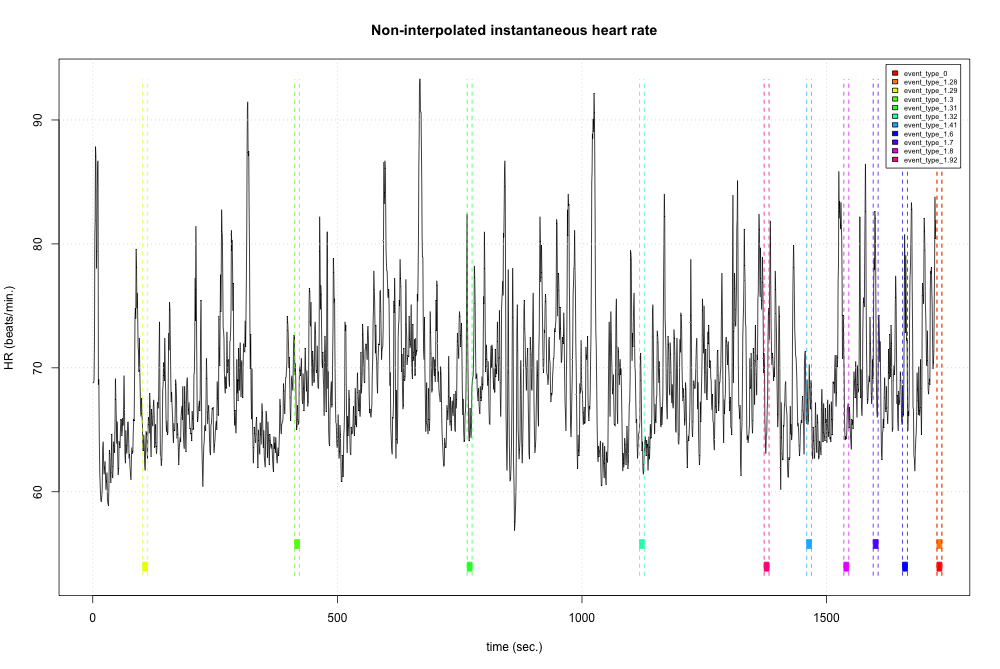 Non-interpolated instantaneous heart rate
event_type_0
event_type_1.28
event_type_1.29
event_type_1.3
event_type_1.31
event_type_1.32
event_type_1.41
event_type_1.6
event_type_1.7
event_type_1.8
event_type_1.92
90
80
70
60
HR (beats/min.)
0 500 1000 1500
time (sec.)